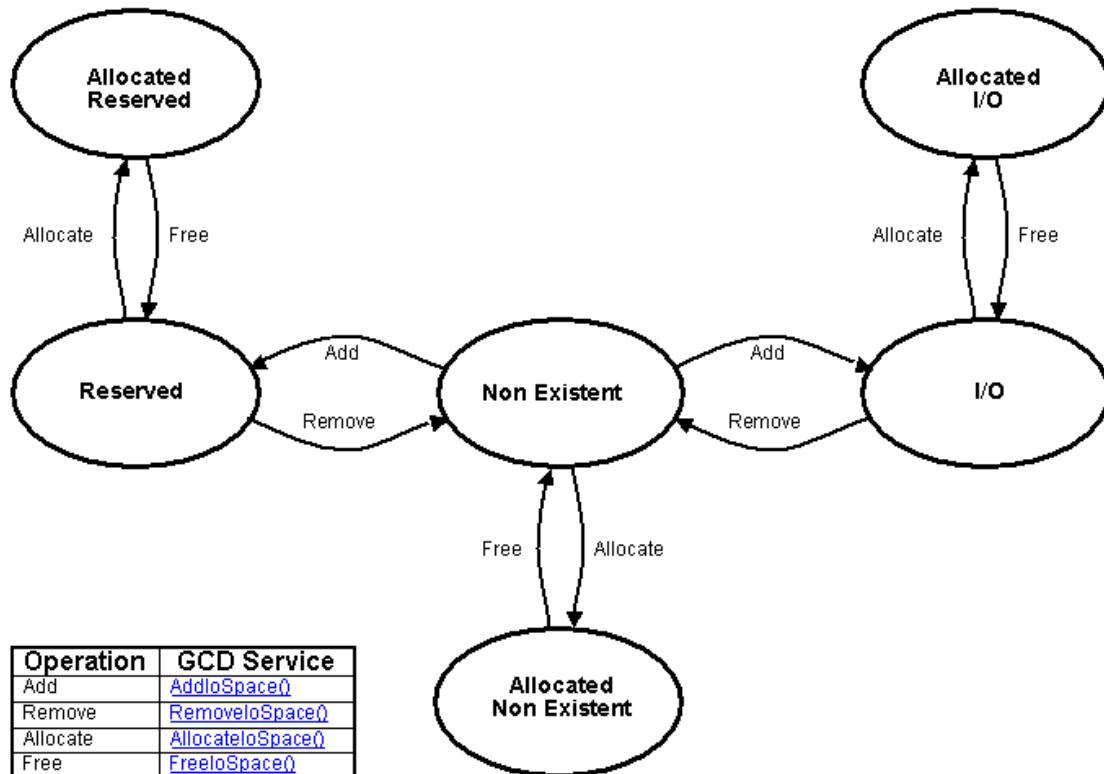 Allocated
Reserved
Allocated
I/O
Allocate
Free
Allocate
Free
Add
Add
Reserved
Non Existent
I/O
Remove
Remove
Free
Allocate
Allocated
Non Existent
Operation GCD Service
Add AddIoSpace()
Remove RemoveIoSpace()
Allocate AllocateIoSpace()
Free FreeIoSpace()